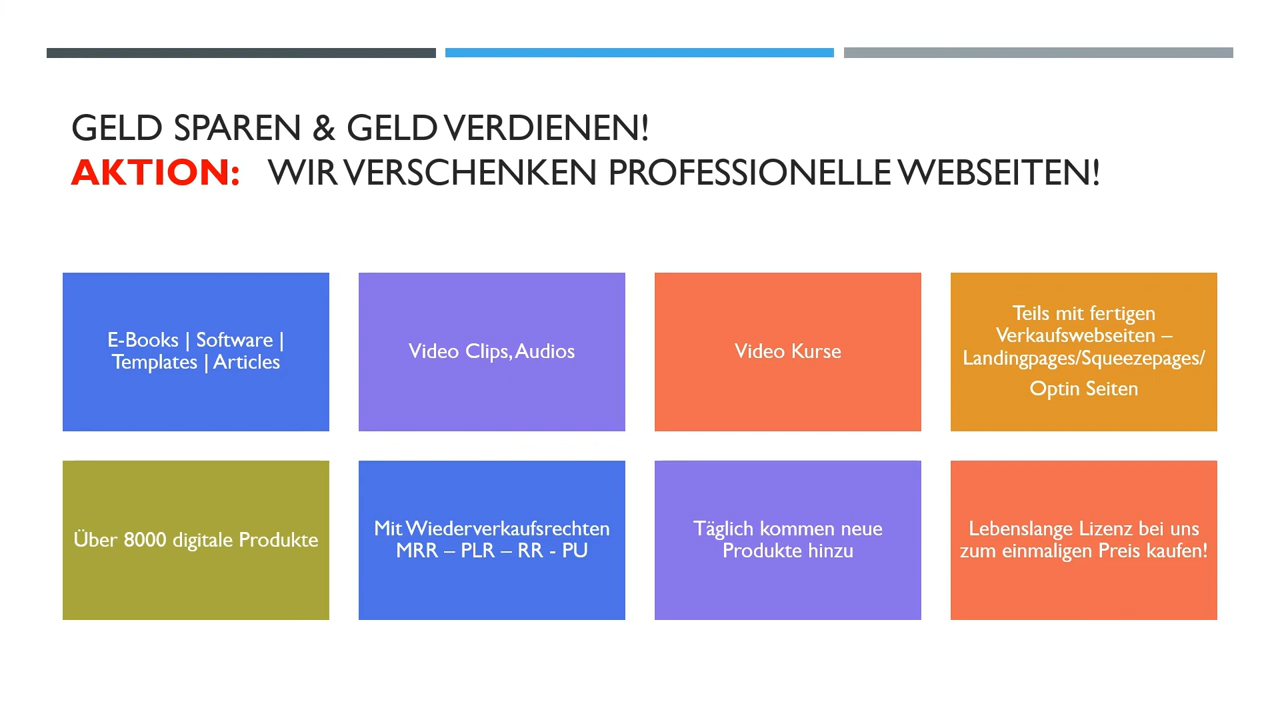 GELD SPAREN & GELD VERDIENEN!
AKTION: WIR VERSCHENKEN PROFESSIONELLE WEBSEITEN!
E-Books | Software |
Templates | Articles
Video Clips, Audios
Video Kurse
Teils mit fertigen
Verkaufswebseiten –
Landingpages/Squeezepages/
Optin Seiten
Über 8000 digitale Produkte
Mit Wiederverkaufsrechten
MRR – PLR – RR - PU
Täglich kommen neue
Produkte hinzu
Lebenslange Lizenz bei uns
zum einmaligen Preis kaufen!